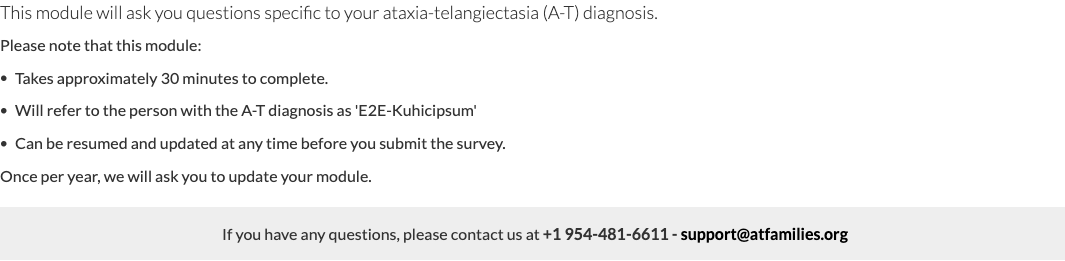 This module will ask you questions specific to your ataxia-telangiectasia (A-T) diagnosis.
Please note that this module:
• Takes approximately 30 minutes to complete.
• Will refer to the person with the A-T diagnosis as 'E2E-Kuhicipsum'
• Can be resumed and updated at any time before you submit the survey.
Once per year, we will ask you to update your module.
If you have any questions, please contact us at +1 954-481-6611 - support@atfamilies.org